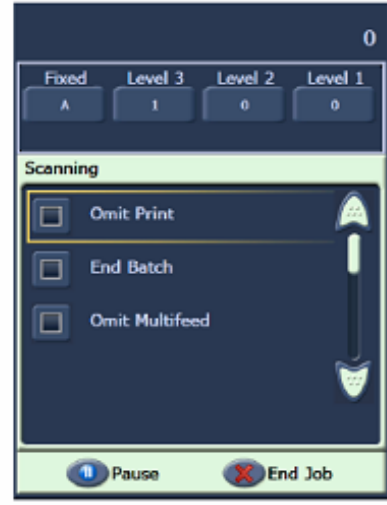 0
Fixed Level 3 Level 2 Level 1
A 1 0 0
Scanning
Omit Print
End Batch
Omit Multifeed
Pause End Job